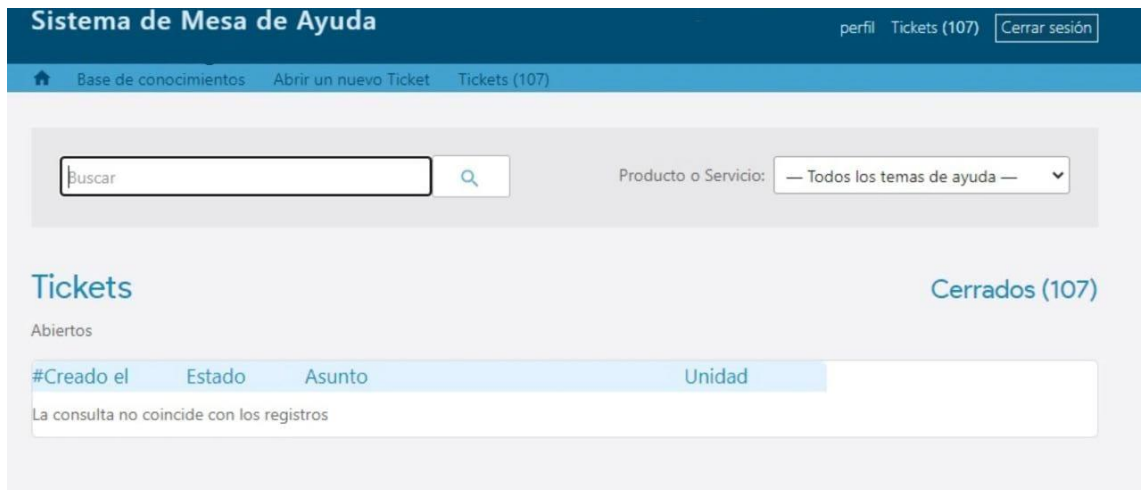 Sistema de Mesa de Ayuda
perfil Tickets (107) Cerrar sesión
Base de conocimientos Abrir un nuevo Ticket Tickets (107)
Buscar
Producto o Servicio: — Todos los temas de ayuda —
Tickets
Cerrados (107)
Abiertos
#Creado el Estado Asunto Unidad
La consulta no coincide con los registros